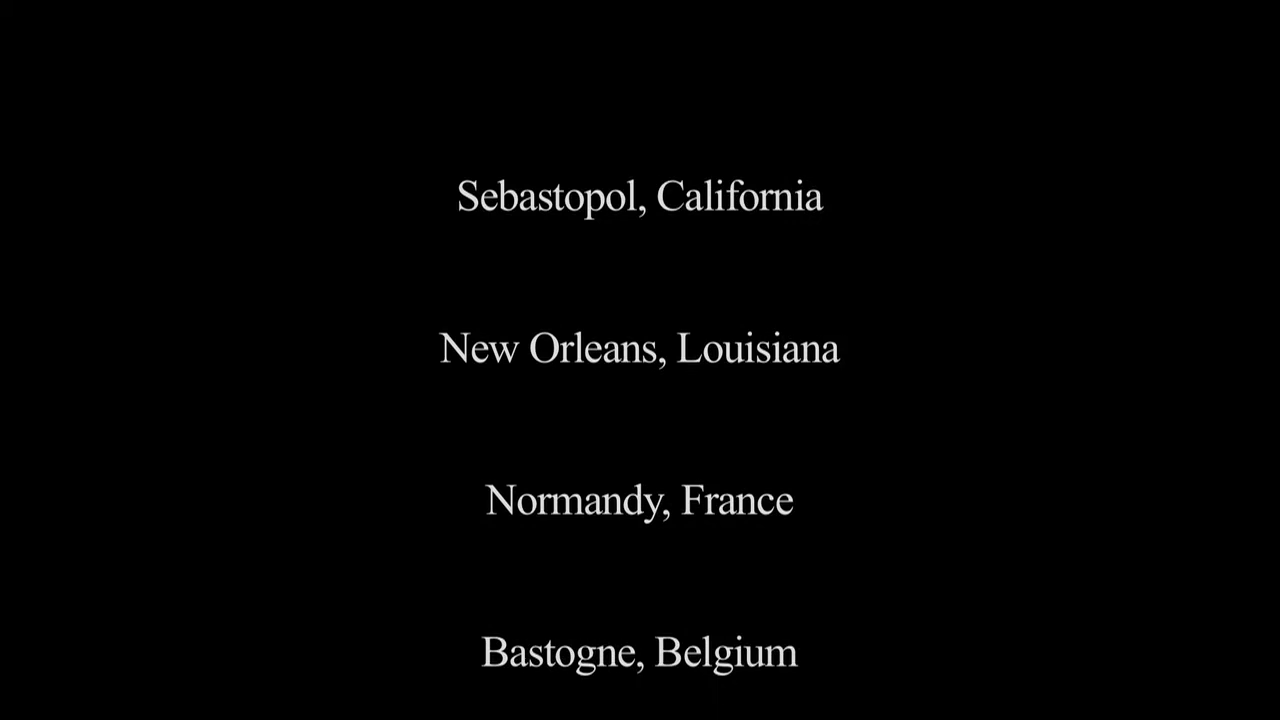 Sebastopol, California
New Orleans, Louisiana
Normandy, France
Bastogne, Belgium